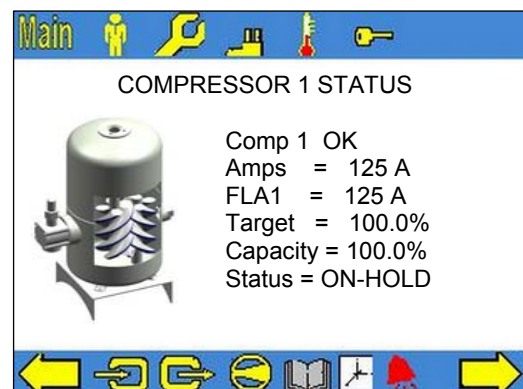 Main
COMPRESSOR 1 STATUS
Comp 1 OK
Amps = 125 A
FLA1 = 125 A
Target = 100.0%
Capacity = 100.0%
Status = ON-HOLD